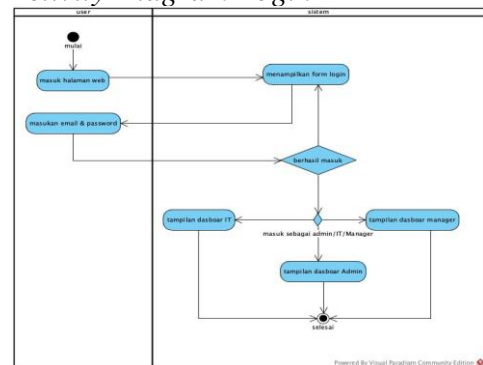 user
sistem
mulai
masuk halaman web
menampilkan form login
masukan email & password
berhasil masuk
tampilan dasboar IT
tampilan dasboar manager
masuk sebagai admin/IT/Manager
tampilan dasboar Admin
selesai
Powered By Visual Paradigm Community Edition